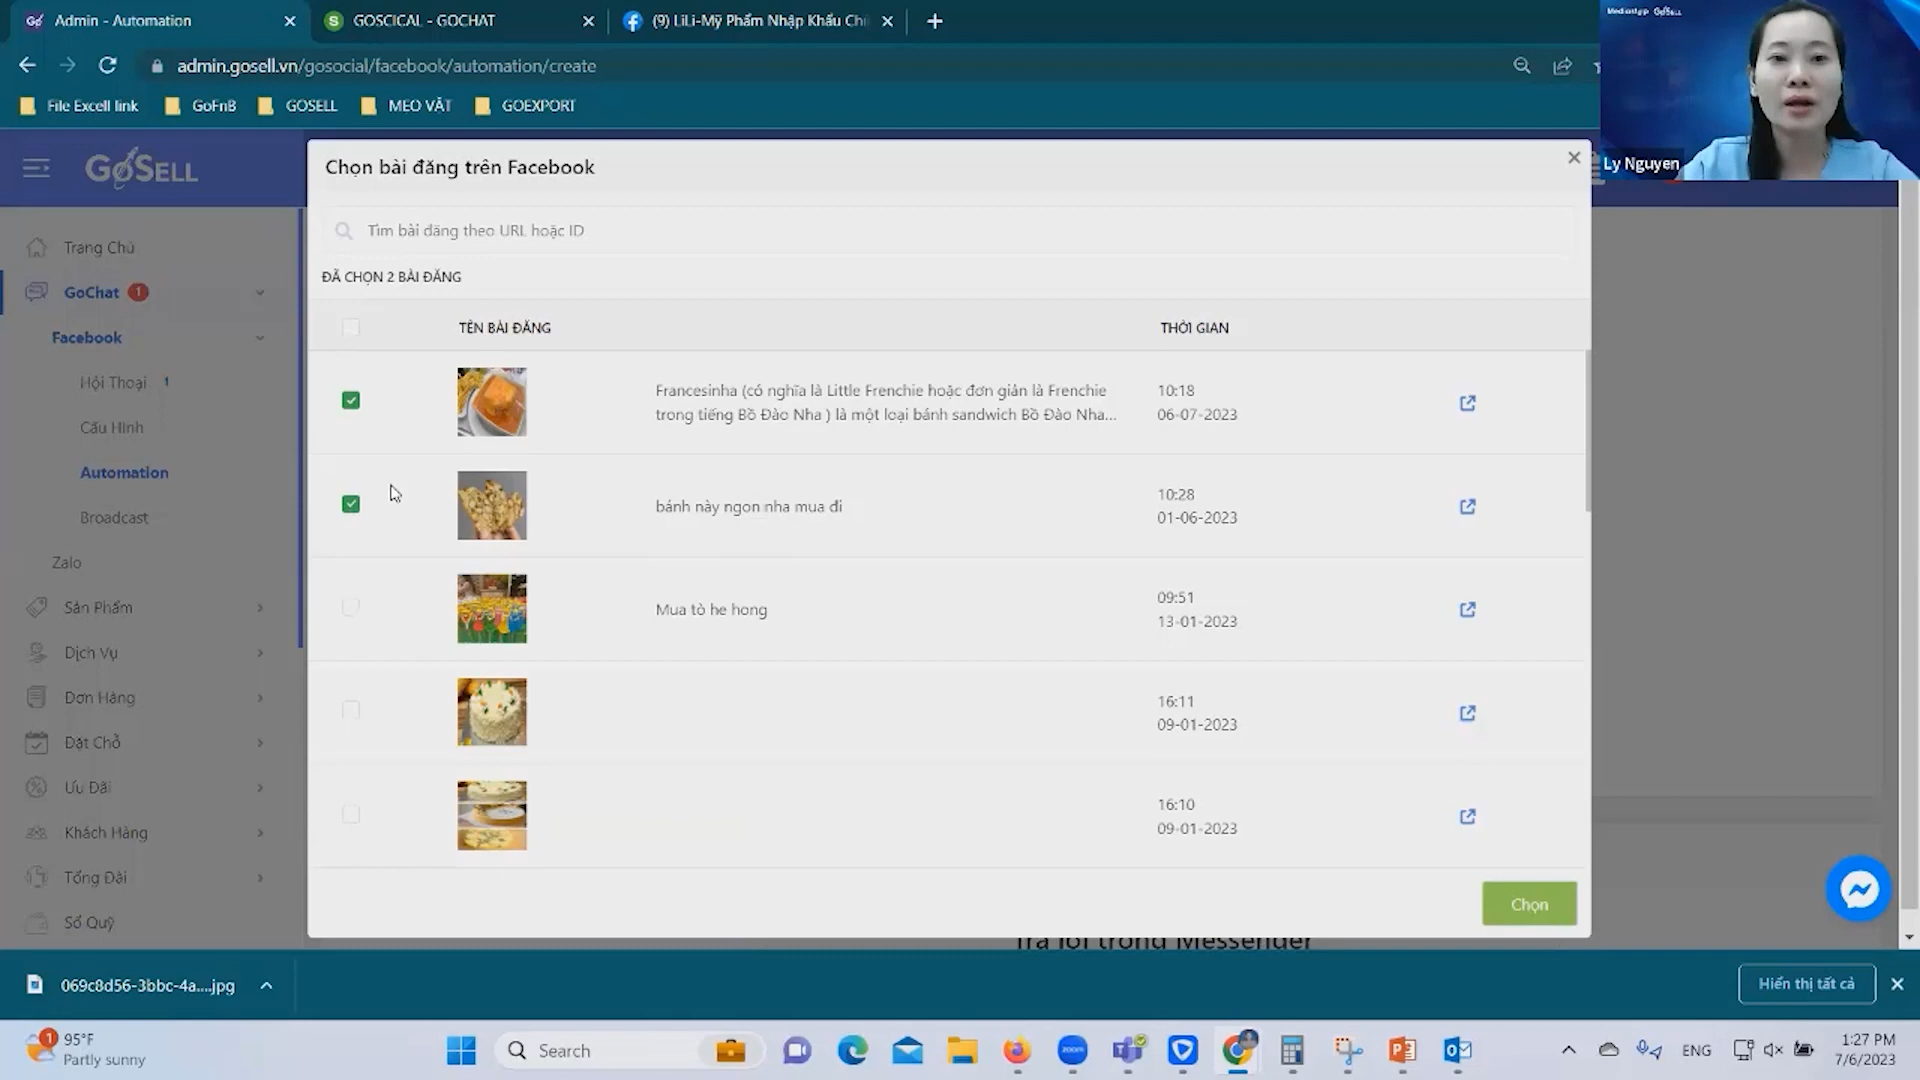 Admin - Automation
GOSCICAL - GOCHAT
(9) LiLi-Mỹ Phẩm Nhập Khẩu Chí
admin.gosell.vn/gosocial/facebook/automation/create
File Excell link
GoFnB
GOSELL
MẸO VẶT
GOEXPORT
Mediastep GoSELL
Ly Nguyen
GoSELL
Chọn bài đăng trên Facebook
Tìm bài đăng theo URL hoặc ID
ĐÃ CHỌN 2 BÀI ĐĂNG
TÊN BÀI ĐĂNG
THỜI GIAN
Francesinha (có nghĩa là Little Frenchie hoặc đơn giản là Frenchie
trong tiếng Bồ Đào Nha ) là một loại bánh sandwich Bồ Đào Nha...
10:18
06-07-2023
bánh này ngon nha mua đi
10:28
01-06-2023
Mua tò he hong
09:51
13-01-2023
16:11
09-01-2023
16:10
09-01-2023
Chọn
Trả lời trong Messenger
Trang Chủ
GoChat 1
Facebook
Hội Thoại 1
Cấu Hình
Automation
Broadcast
Zalo
Sản Phẩm
Dịch Vụ
Đơn Hàng
Đặt Chỗ
Ưu Đãi
Khách Hàng
Tổng Đài
Sổ Quỹ
069c8d56-3bbc-4a....jpg
Hiển thị tất cả
1
95°F
Partly sunny
Search
zoom
ENG
1:27 PM
7/6/2023